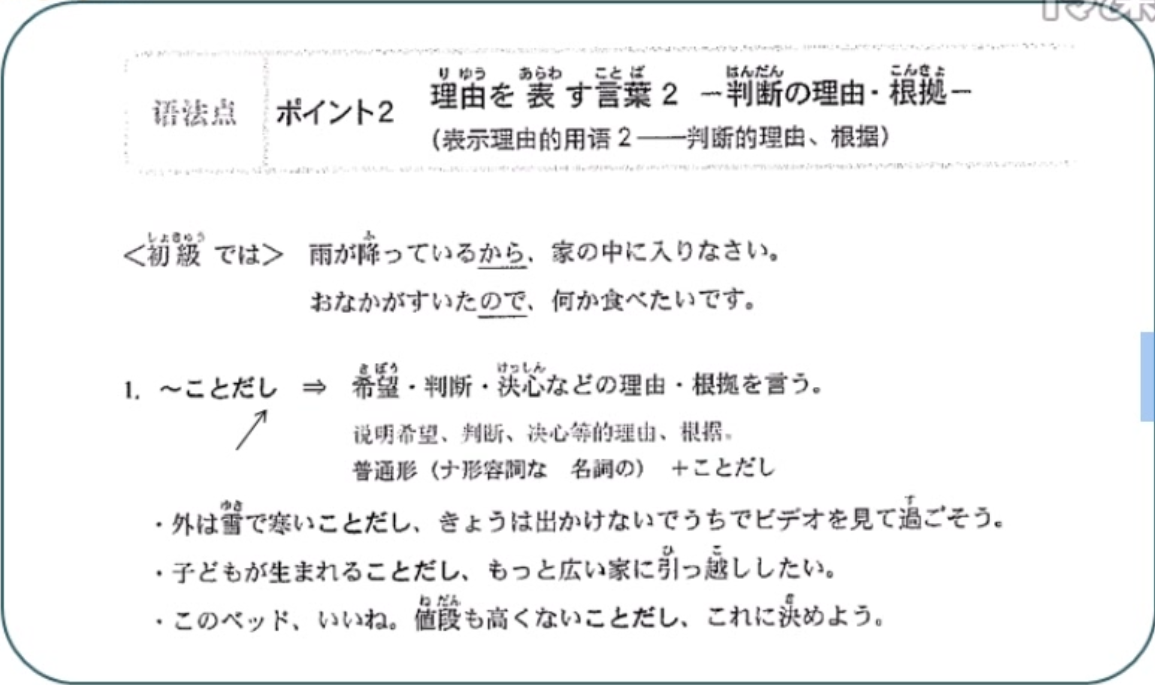 语法点 ポイント2 理由を表す言葉2 －判断の理由・根拠－
りゆう あらわ ことば はんだん こんきょ
(表示理由的用语2——判断的理由、根据)
＜初級では＞ 雨が降っているから、家の中に入りなさい。
しょきゅう ふ
おなかがすいたので、何か食べたいです。
1. ～ことだし ⇒ 希望・判断・決心などの理由・根拠を言う。
きぼう けっしん
说明希望、判断、决心等的理由、根据。
普通形（ナ形容詞な 名詞の）＋ことだし
・外は雪で寒いことだし、きょうは出かけないでうちでビデオを見て過ごそう。
ゆき す
・子どもが生まれることだし、もっと広い家に引っ越ししたい。
ひ こ
・このベッド、いいね。値段も高くないことだし、これに決めよう。
ねだん き